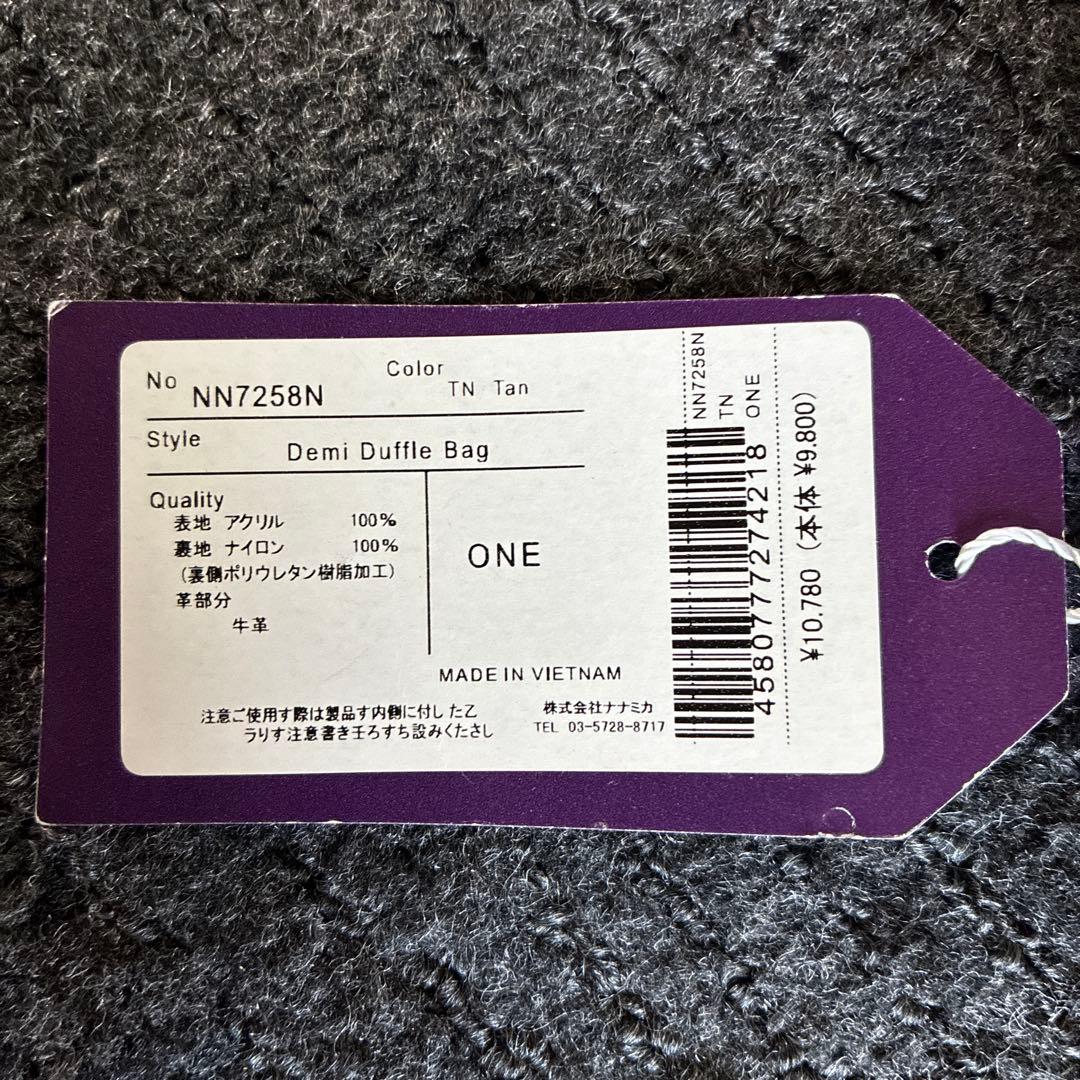 No NN7258N
Color TN Tan
Style Demi Duffle Bag
Quality
表地 アクリル 100%
裏地 ナイロン 100%
(裏側ポリウレタン樹脂加工)
革部分
牛革
ONE
MADE IN VIETNAM
注意ご使用す際は製品す内側に付した乙
うりす注意書き壬ろすち設みくださし
株式会社ナナミカ
TEL 03-5728-8717
NN7258N
TN
ONE
4580777274218
¥10.780 (本体 ¥9.800)